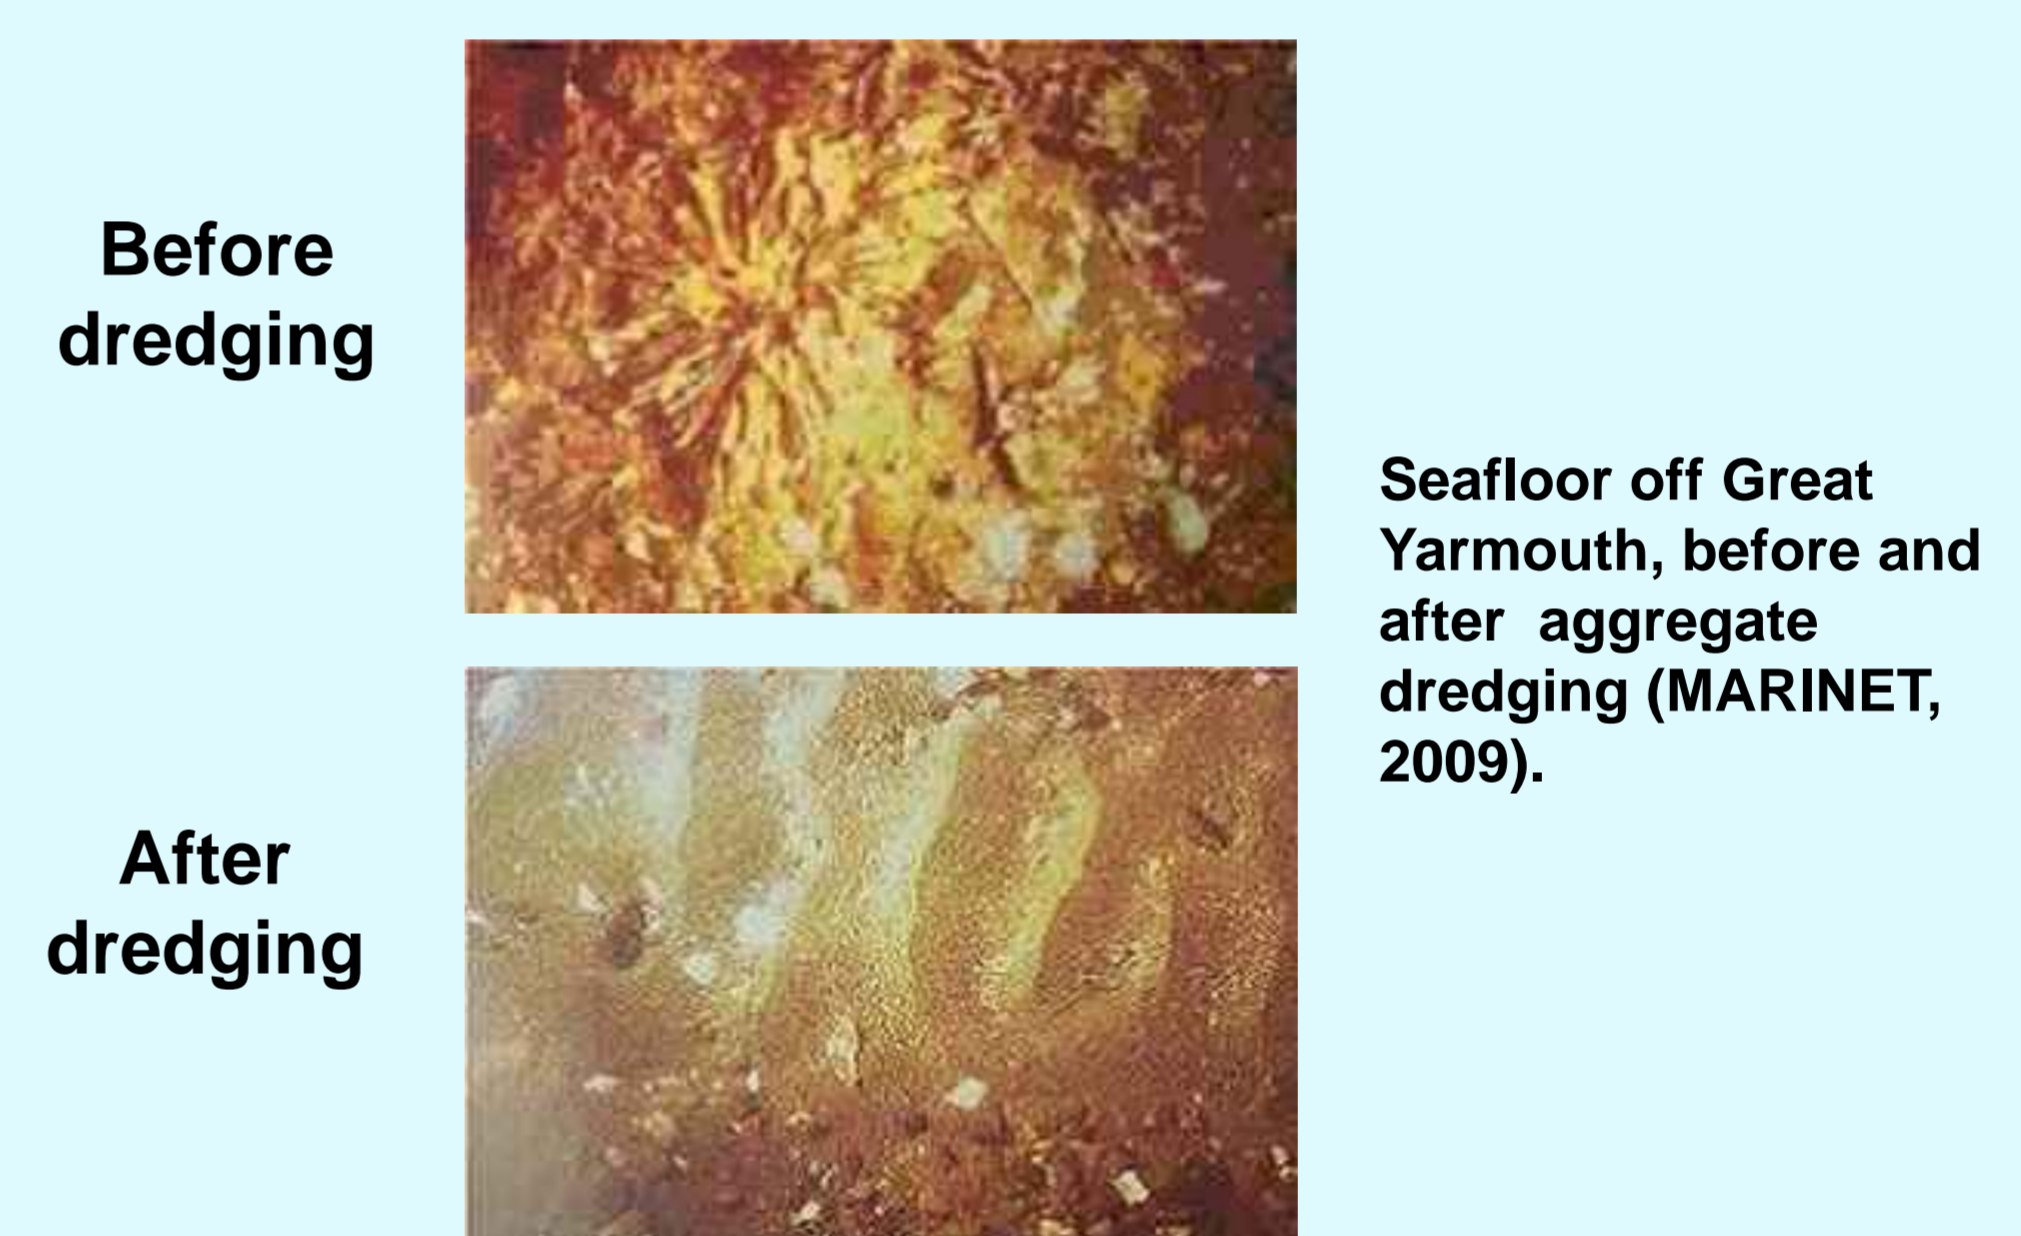 Before
dredging
Seafloor off Great
Yarmouth, before and
after  aggregate
dredging (MARINET,
2009).
After
dredging